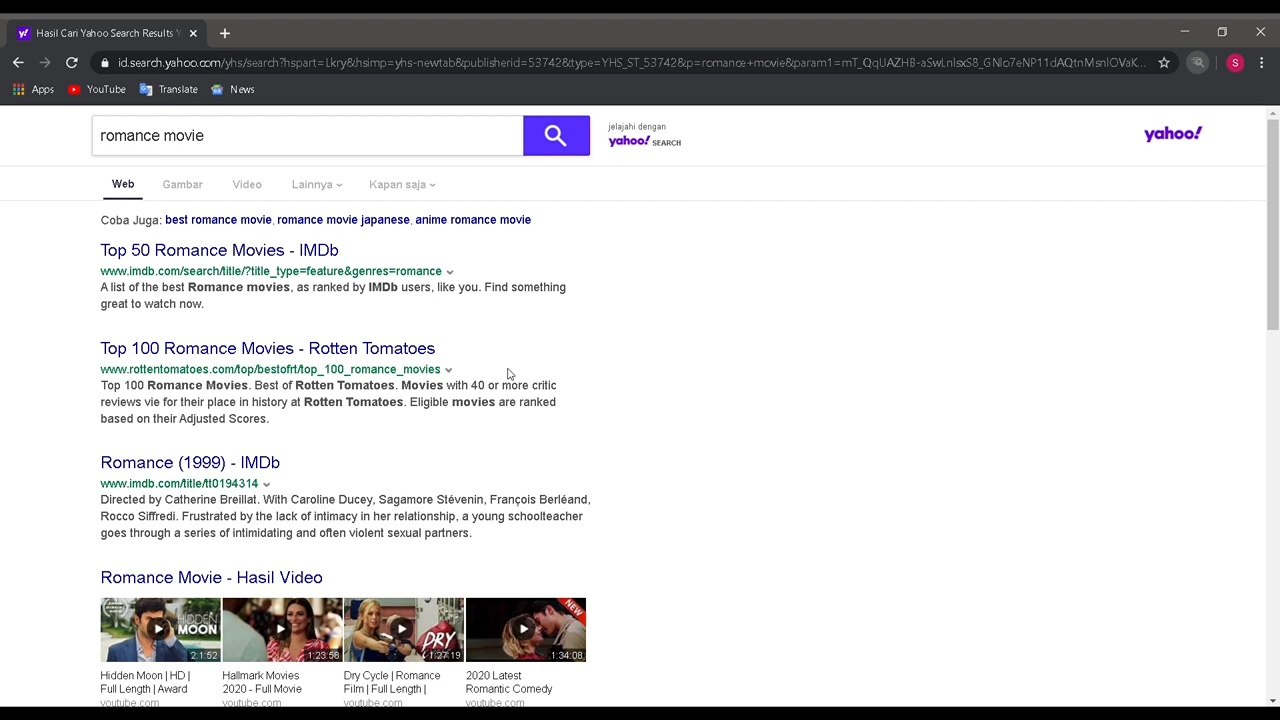 y! Hasil Cari Yahoo Search Results Y
id.search.yahoo.com/yhs/search?hspart=Lkry&hsimp=yhs-newtab&publisherid=53742&type=YHS_ST_53742&p=romance+movie&param1=
S
Apps YouTube Translate News
romance movie
jelajahi dengan
yahoo! SEARCH
yahoo!
Web Gambar Video Lainnya Kapan saja
Coba Juga: best romance movie, romance movie japanese, anime romance movie
Top 50 Romance Movies - IMDb
www.imdb.com/search/title/?title_type=feature&genres=romance
A list of the best Romance movies, as ranked by IMDb users, like you. Find something
great to watch now.
Top 100 Romance Movies - Rotten Tomatoes
www.rottentomatoes.com/top/bestofrt/top_100_romance_movies
Top 100 Romance Movies. Best of Rotten Tomatoes. Movies with 40 or more critic
reviews vie for their place in history at Rotten Tomatoes. Eligible movies are ranked
based on their Adjusted Scores.
Romance (1999) - IMDb
www.imdb.com/title/tt0194314
Directed by Catherine Breillat. With Caroline Ducey, Sagamore Stévenin, François Berléand,
Rocco Siffredi. Frustrated by the lack of intimacy in her relationship, a young schoolteacher
goes through a series of intimidating and often violent sexual partners.
Romance Movie - Hasil Video
HIDDEN
MOON
DRY
NEW
2:1:52 1:23:58 1:27:19 1:34:08
Hidden Moon | HD |
Full Length | Award
youtube.com
Hallmark Movies
2020 - Full Movie
youtube.com
Dry Cycle | Romance
Film | Full Length |
youtube.com
2020 Latest
Romantic Comedy
youtube.com